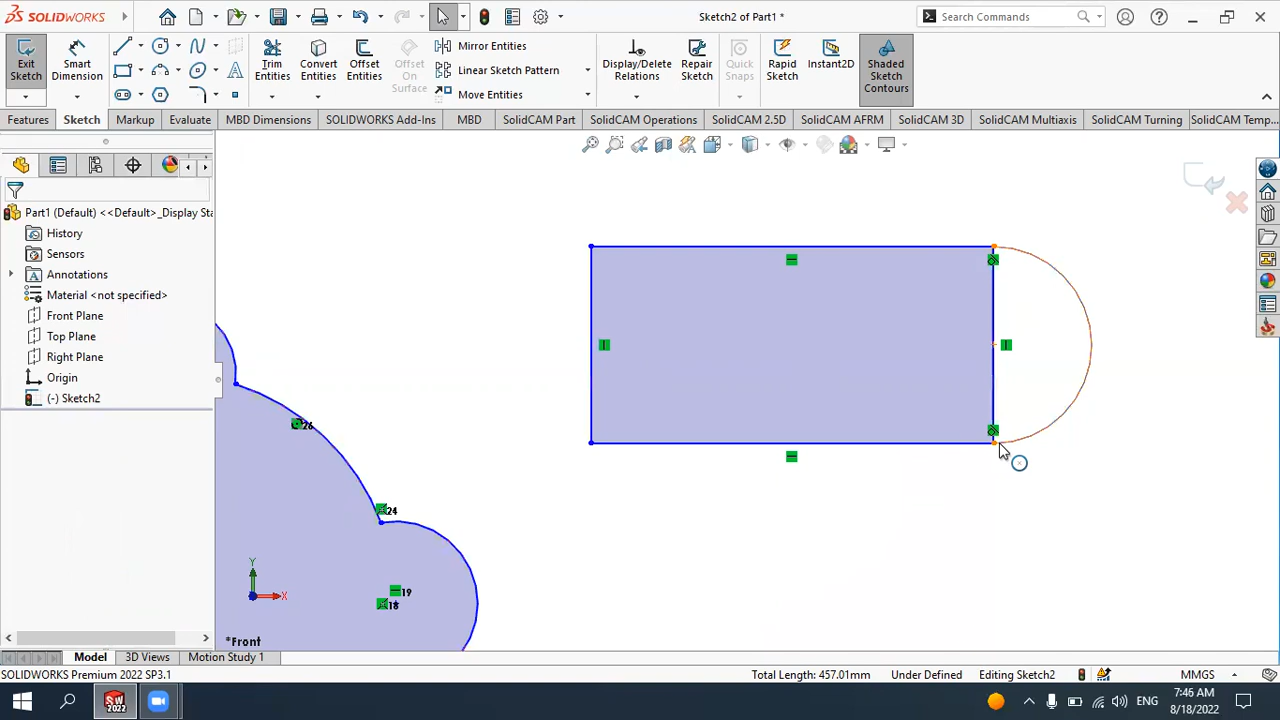 SOLIDWORKS
Sketch2 of Part1 *
Search Commands
Exit Sketch
Smart Dimension
Trim Entities
Convert Entities
Offset Entities
Offset On Surface
Mirror Entities
Linear Sketch Pattern
Move Entities
Display/Delete Relations
Repair Sketch
Quick Snaps
Rapid Sketch
Instant2D
Shaded Sketch Contours
Features Sketch Markup Evaluate MBD Dimensions SOLIDWORKS Add-Ins MBD SolidCAM Part SolidCAM Operations SolidCAM 2.5D SolidCAM AFRM SolidCAM 3D SolidCAM Multiaxis SolidCAM Turning SolidCAM Temp...
Part1 (Default) <<Default>_Display Sta
History
Sensors
Annotations
Material <not specified>
Front Plane
Top Plane
Right Plane
Origin
(-) Sketch2
26
24
19
18
Y
X
*Front
Model 3D Views Motion Study 1
SOLIDWORKS Premium 2022 SP3.1 Total Length: 457.01mm Under Defined Editing Sketch2 MMGS
SW 2022
ENG
7:46 AM
8/18/2022